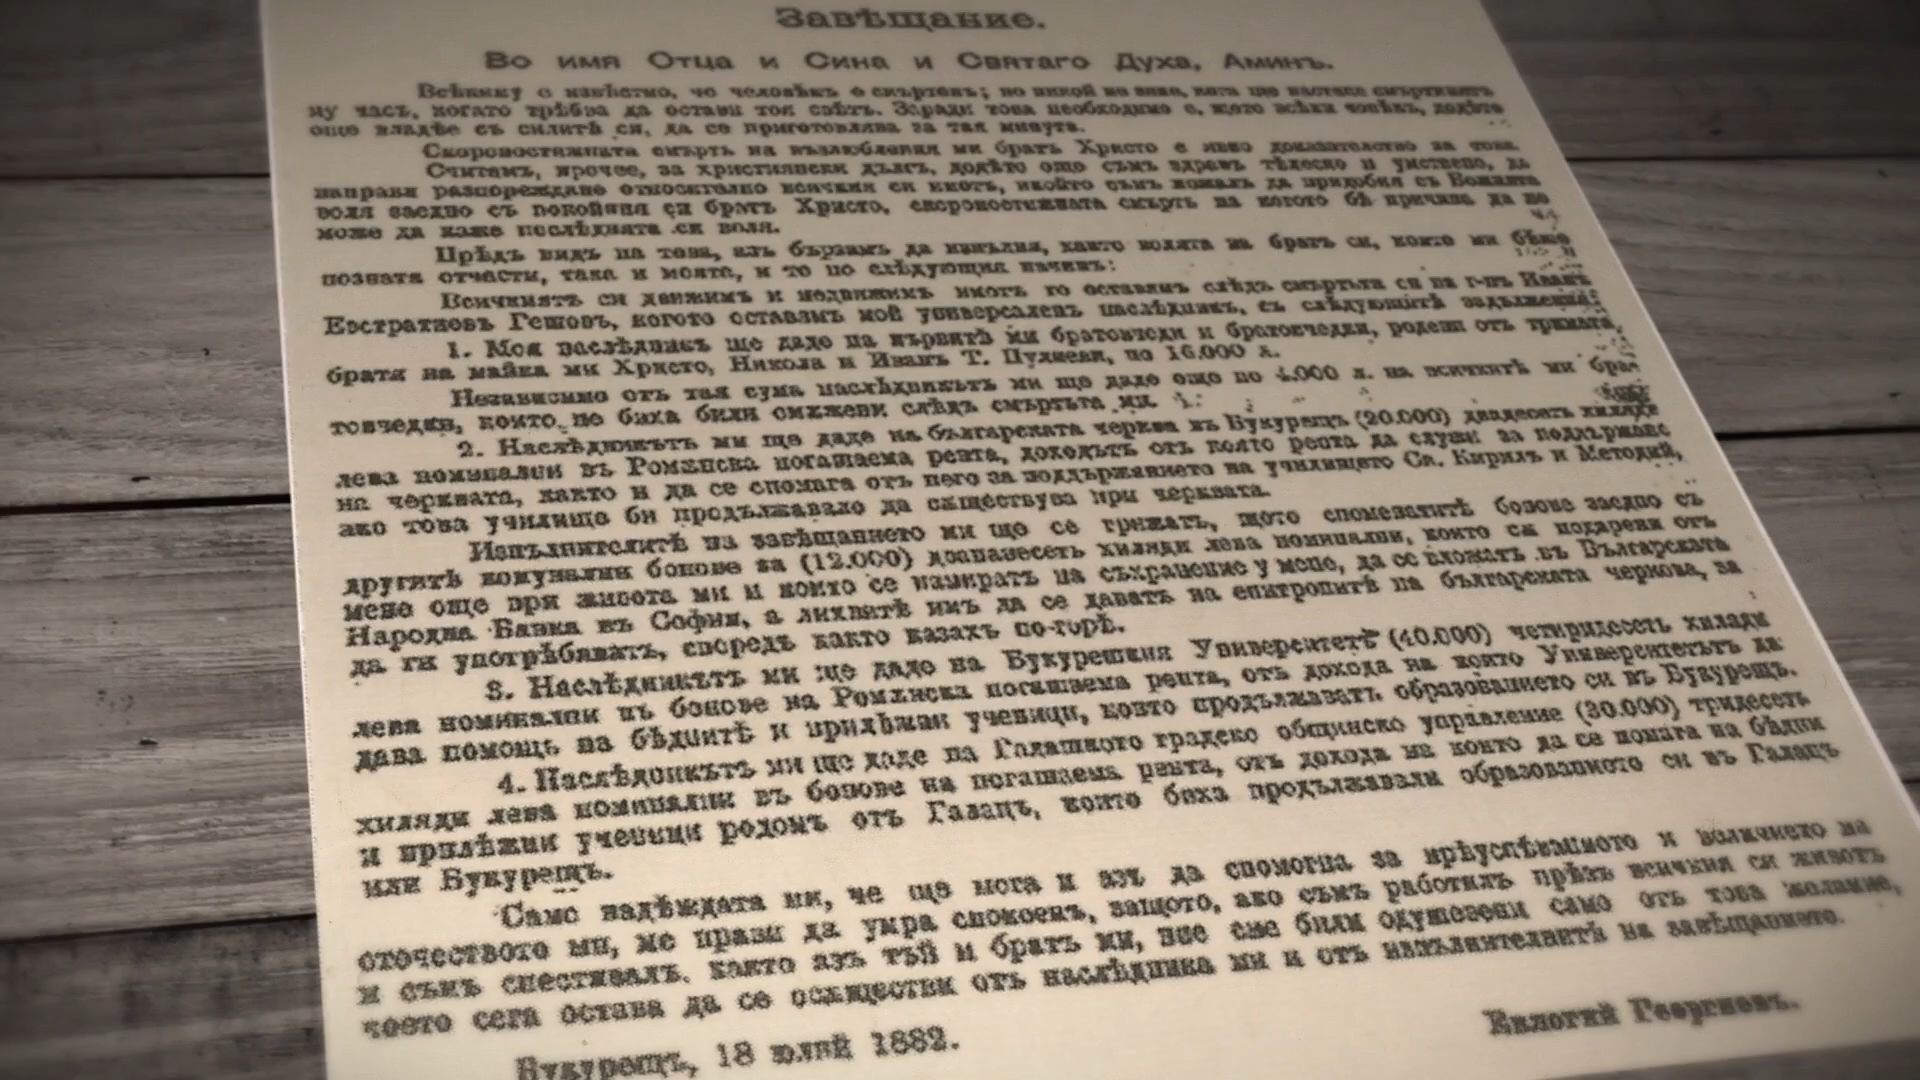 Завѣщание.
Во имя Отца и Сина и Святаго Духа, Аминъ.
Всѣкиму е извѣстно, че человѣкъ е смъртенъ; но никой не знае, кога ще настане смъртният
му часъ, когато трѣбва да остави тоя свѣтъ. Заради това необходимо е, щото всѣки човѣкъ, додѣто
още владѣе съ силитѣ си, да се приготовлява за тая минута.
Скоропостижната смърть на възлюбления ми братъ Христо е явно доказателство за това.
Считамъ, прочее, за християнски дългъ, додѣто още съмъ здравъ тѣлесно и умствено, да
направя распореждане относително всичкия си имотъ, който съмъ можалъ да придобия съ Божията
воля заедно съ покойния си братъ Христо, скоропостижната смърть на когото бѣ причина да не
може да каже послѣднята си воля.
Прѣдъ видъ на това, азъ бързамъ да изпълня, както волята на братъ си, която ми бѣше
позната отчасти, така и моята, и то по слѣдующия начинъ:
Всичкиятъ си движимъ и недвижимъ имотъ го оставямъ слѣдъ смъртьта си на г-нъ Иванъ
Евстратиевъ Гешовъ, когото оставямъ мой универсаленъ наслѣдникъ, съ слѣдующитѣ задължения:
1. Моя наслѣдникъ ще даде на първитѣ ми братовчеди и братовчедки, родени отъ тримата,
братя на майка ми Христо, Никола и Иванъ Т. Пулиеви, по 16.000 л.
Независимо отъ тая сума наслѣдникътъ ми ще даде още по 4.000 л. на всичкитѣ ми бра-
товчедки, които не биха били омжжени слѣдъ смъртьта ми.
2. Наслѣдникътъ ми ще даде на българската черква въ Букурещъ (20.000) двадесеть хиляди
лева номинални въ Ромѫнска погашаема рента, доходътъ отъ която рента да служи за поддържане
на черквата, както и да се спомага отъ него за поддържанието на училището Св. Кирилъ и Методий,
ако това училище би продължавало да сѫществува при черквата.
Изпълнителитѣ на завѣщанието ми ще се грижатъ, щото споменатитѣ бонове заедно съ
другитѣ комунални бонове за (12.000) дванадесеть хиляди лева номинални, които сѫ подарени отъ
мене още при живота ми и които се намиратъ на съхранение у мене, да се вложатъ въ Българската
Народна Банка въ София, а лихвитѣ имъ да се даватъ на епитропитѣ на българската черкова, за
да ги употрѣбяватъ, спорѣдъ както казахъ по-горѣ.
3. Наслѣдникътъ ми ще даде на Букурешкия Университетъ (40.000) четиридесеть хиляди
лева номинални въ бонове на Ромѫнска погашаема рента, отъ дохода на които Университетътъ да
дава помощь на бѣднитѣ и прилѣжни ученици, които продължаватъ образованието си въ Букурещъ.
4. Наслѣдникътъ ми ще даде на Галашкото градско общинско управление (30.000) тридесеть
хиляди лева номинални въ бонове на погашаема рента, отъ дохода на които да се помага на бѣдни
и прилѣжни ученици родомъ отъ Галацъ, които биха продължавали образованието си въ Галацъ
или Букурещъ.
Само надѣждата ми, че ще мога и азъ да спомогна за прѣуспѣванието и величието на
отечеството ми, ме прави да умра спокоенъ, защото, ако съмъ работилъ прѣзъ всичкия си животъ
и съмъ спестявалъ, както азъ тъй и братъ ми, ние сме били одушевени само отъ това желание,
което сега остава да се осѫществи отъ наслѣдника ми и отъ изпълнителитѣ на завѣщанието.
Букурещъ, 18 юлий 1882.
Евлогий Георгиевъ.